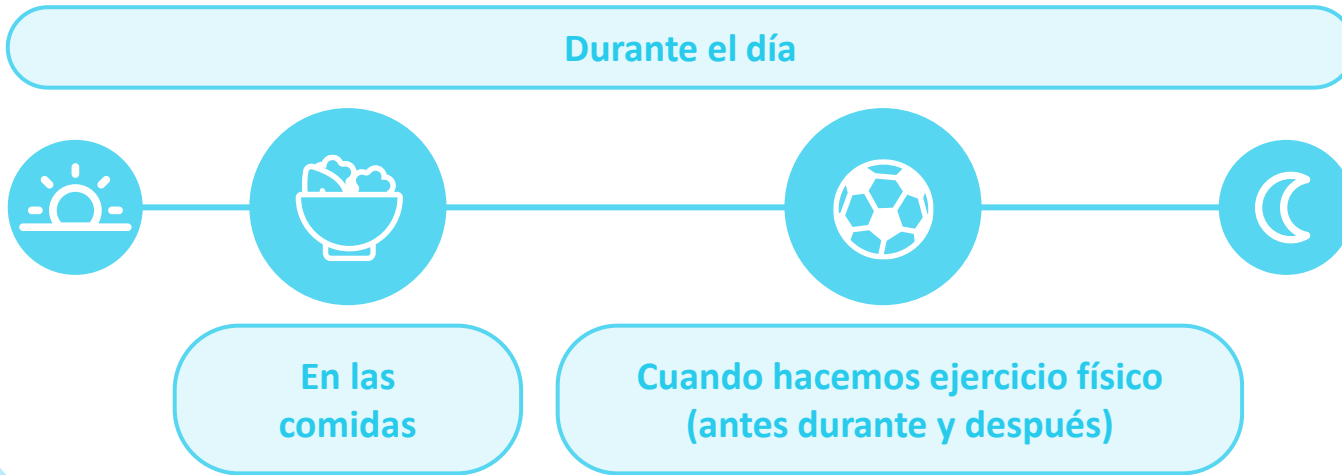 Durante el día
En las
comidas
Cuando hacemos ejercicio físico
(antes durante y después)